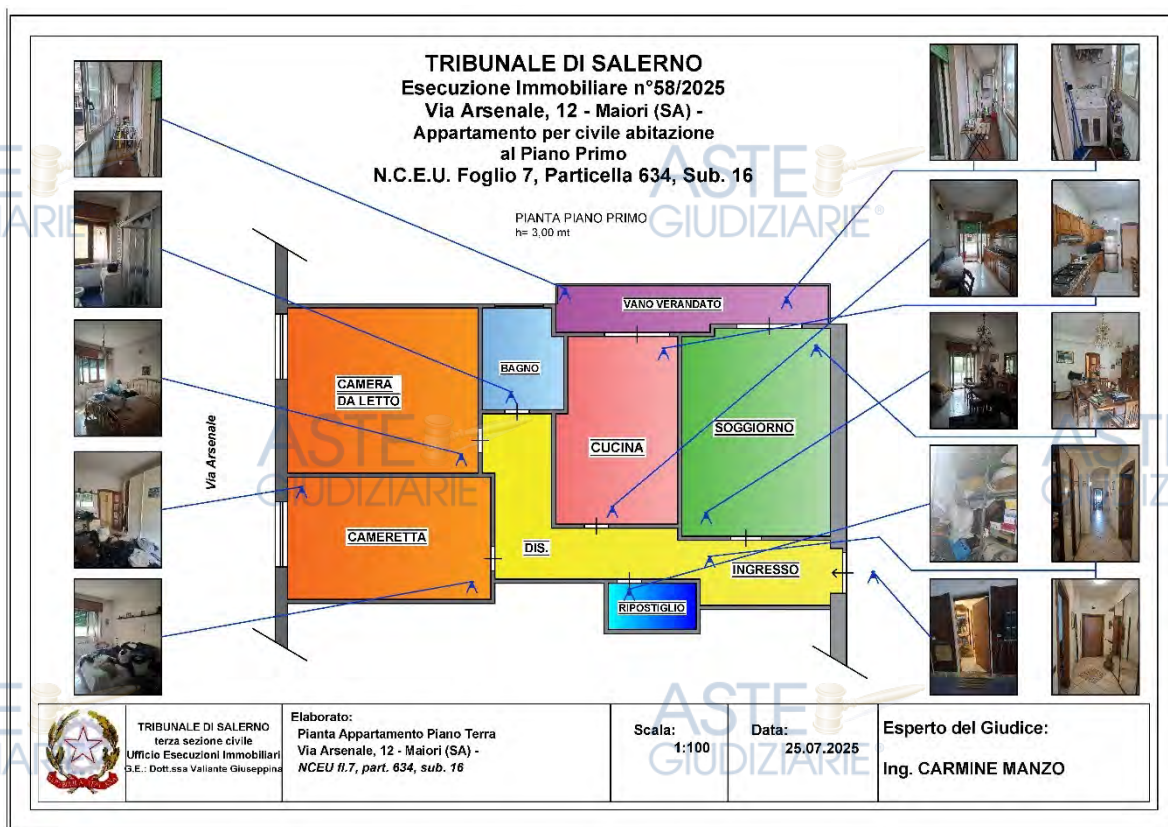 TRIBUNALE DI SALERNO
Esecuzione Immobiliare n°58/2025
Via Arsenale, 12 - Maiori (SA) -
Appartamento per civile abitazione
al Piano Primo
N.C.E.U. Foglio 7, Particella 634, Sub. 16
PIANTA PIANO PRIMO
h= 3,00 mt
ASTE
GIUDIZIARIE®
VANO VERANDATO
BAGNO
CAMERA
DA LETTO
CUCINA
SOGGIORNO
Via Arsenale
ASTE
GIUDIZIARIE
CAMERETTA
DIS.
INGRESSO
RIPOSTIGLIO
ASTE
GIUDIZIARIE
TRIBUNALE DI SALERNO
terza sezione civile
Ufficio Esecuzioni Immobiliari
G.E.: Dott.ssa Valiante Giuseppina
Elaborato:
Pianta Appartamento Piano Terra
Via Arsenale, 12 - Maiori (SA) -
NCEU fl.7, part. 634, sub. 16
Scala:
1:100
Data:
25.07.2025
Esperto del Giudice:
Ing. CARMINE MANZO